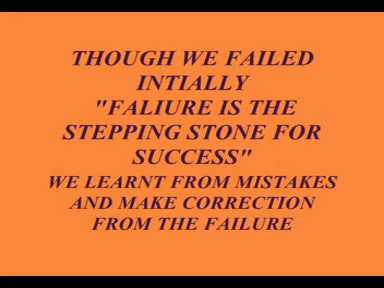 THOUGH WE FAILED
INTIALLY
"FALIURE IS THE
STEPPING STONE FOR
SUCCESS"
WE LEARNT FROM MISTAKES
AND MAKE CORRECTION
FROM THE FAILURE